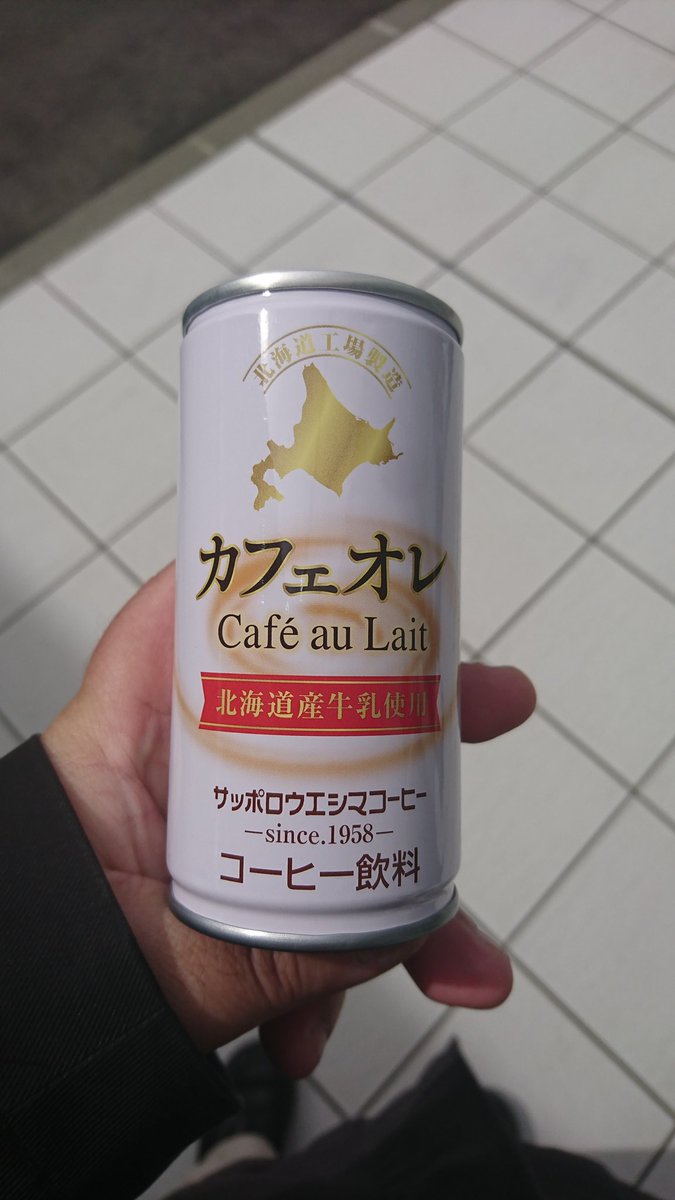 北海道工場製造
カフェオレ
Café au Lait
北海道産牛乳使用
サッポロウエシマコーヒー
—since.1958—
コーヒー飲料